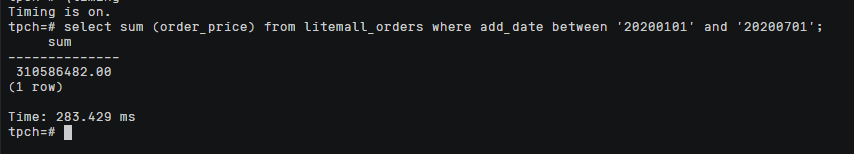 Timing is on.
tpch=# select sum (order_price) from litemall_orders where add_date between '20200101' and '20200701';
     sum
--------------
 310586482.00
(1 row)

Time: 283.429 ms
tpch=#